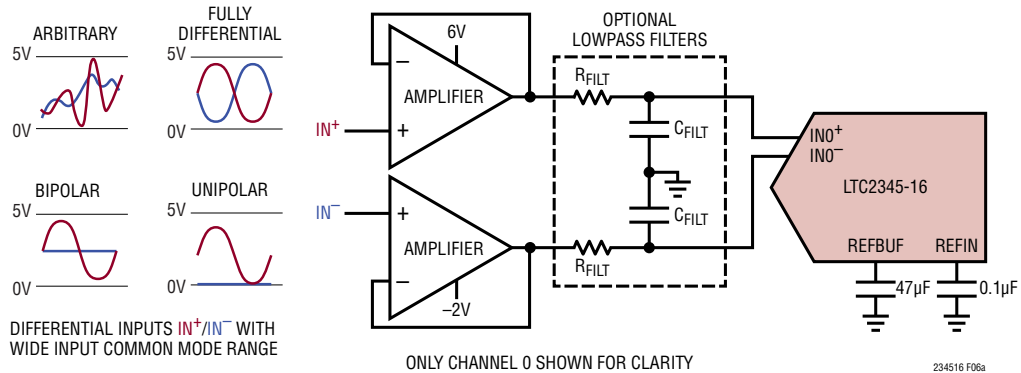 ARBITRARY
5V
0V
FULLY
DIFFERENTIAL
5V
0V
BIPOLAR
5V
0V
UNIPOLAR
5V
0V
DIFFERENTIAL INPUTS IN+/IN− WITH
WIDE INPUT COMMON MODE RANGE
IN+
IN−
6V
−
AMPLIFIER
+
+
AMPLIFIER
−
−2V
OPTIONAL
LOWPASS FILTERS
RFILT
CFILT
CFILT
RFILT
IN0+
IN0−
LTC2345-16
REFBUF
REFIN
47µF
0.1µF
ONLY CHANNEL 0 SHOWN FOR CLARITY
234516 F06a